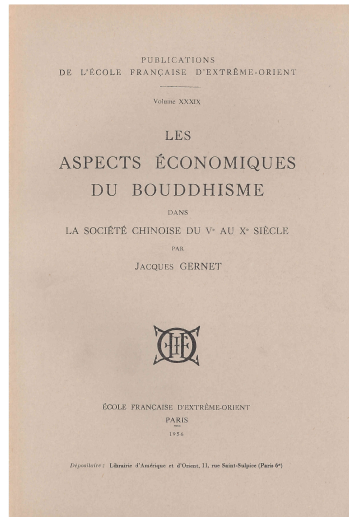 PUBLICATIONS
DE L'ÉCOLE FRANÇAISE D'EXTRÊME-ORIENT
Volume XXXIX
LES
ASPECTS ÉCONOMIQUES
DU BOUDDHISME
DANS
LA SOCIÉTÉ CHINOISE DU Vᵉ AU Xᵉ SIÈCLE
PAR
JACQUES GERNET
ÉCOLE FRANÇAISE D'EXTRÊME-ORIENT
PARIS
1956
Dépositaire : Librairie d'Amérique et d'Orient, 11, rue Saint-Sulpice (Paris 6ᵉ)